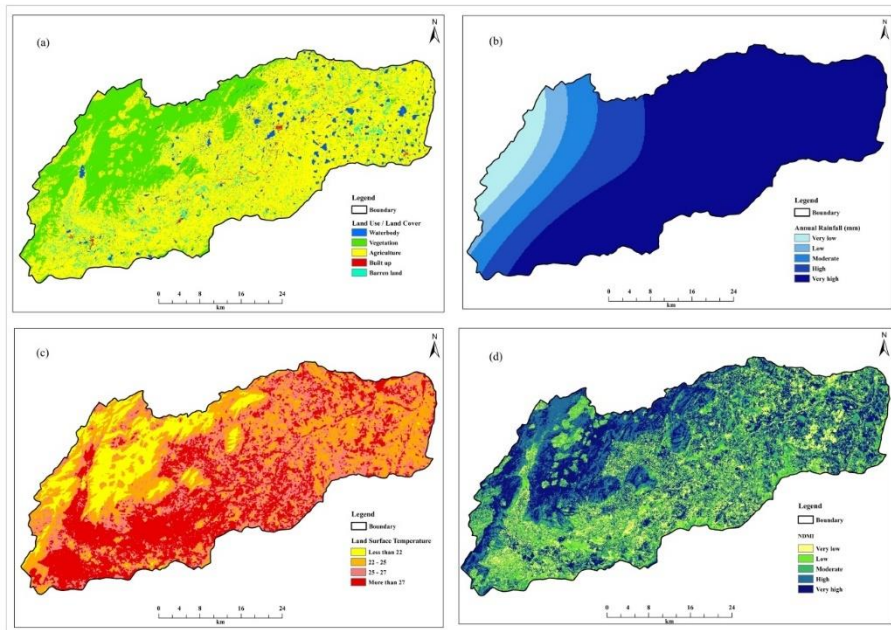 (a)
N
Legend
Boundary
Land Use / Land Cover
Waterbody
Vegetation
Agriculture
Built up
Barren land
0 4 8 16 24
km
(b)
N
Legend
Boundary
Annual Rainfall (mm)
Very low
Low
Moderate
High
Very high
0 4 8 16 24
km
(c)
N
Legend
Boundary
Land Surface Temperature
Less than 22
22 - 25
25 - 27
More than 27
0 4 8 16 24
km
(d)
N
Legend
Boundary
NDMI
Very low
Low
Moderate
High
Very high
0 4 8 16 24
km